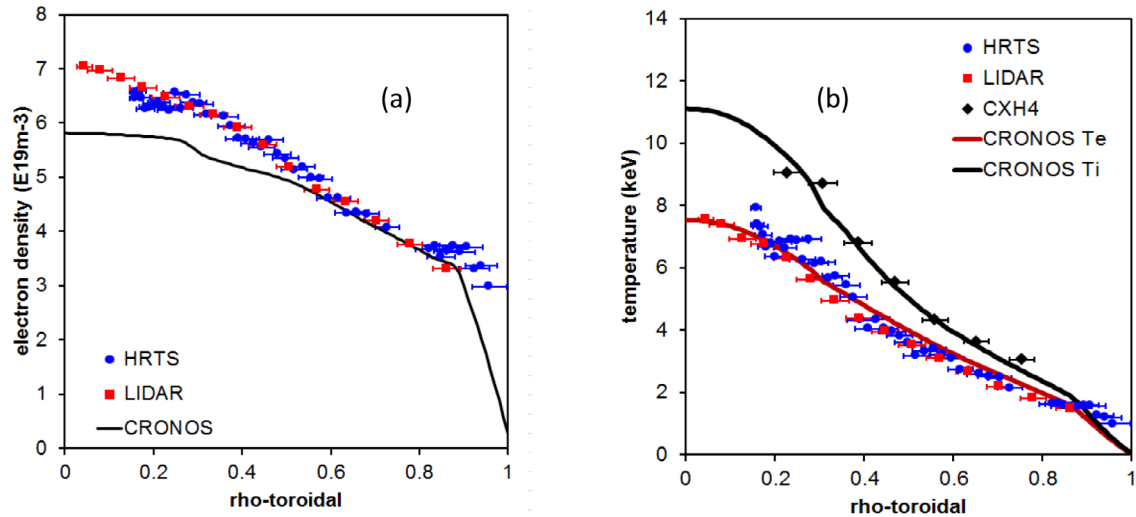 8
7
6
5
4
3
2
1
0
electron density (E19m-3)
(a)
HRTS
LIDAR
CRONOS
0 0.2 0.4 0.6 0.8 1
rho-toroidal
14
12
10
8
6
4
2
0
temperature (keV)
(b)
HRTS
LIDAR
CXH4
CRONOS Te
CRONOS Ti
0 0.2 0.4 0.6 0.8 1
rho-toroidal